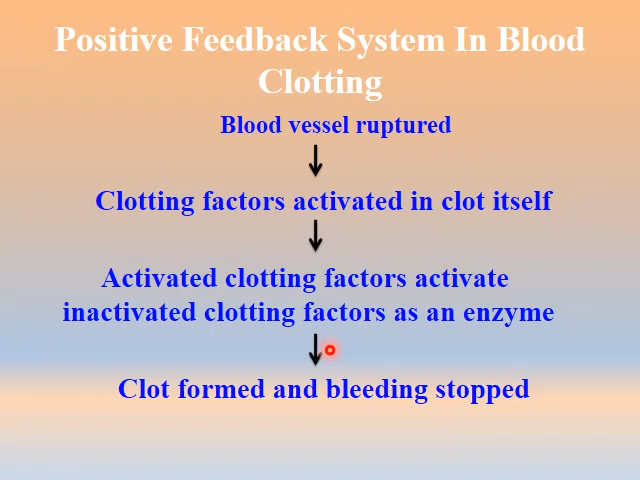 Positive Feedback System In Blood
Clotting
Blood vessel ruptured
Clotting factors activated in clot itself
Activated clotting factors activate
inactivated clotting factors as an enzyme
Clot formed and bleeding stopped